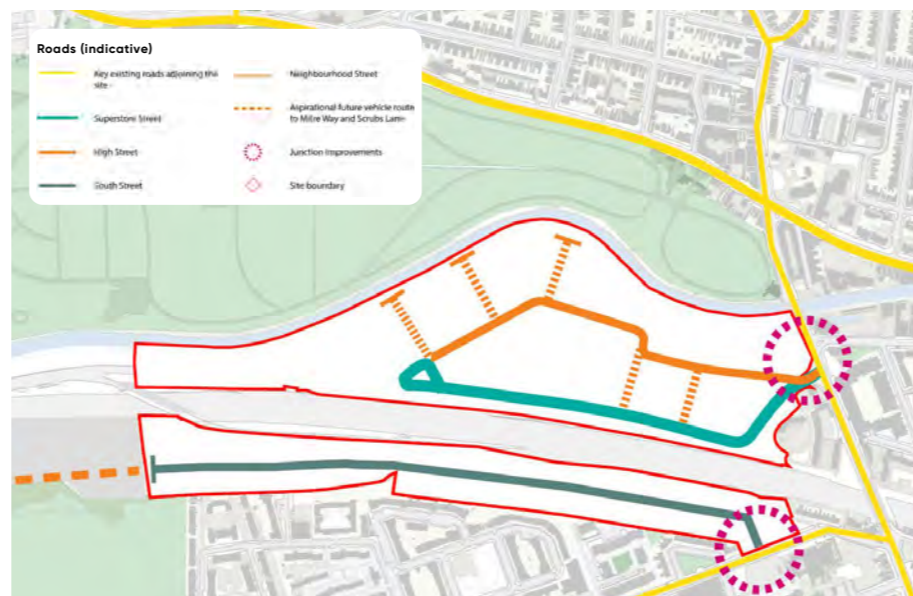 Roads (indicative)
Key existing roads adjoining the
site
Superstore Street
High Street
South Street
Neighbourhood Street
Aspirational future vehicle route
to Mitre Way and Scrubs Lane
Junction Improvements
Site boundary